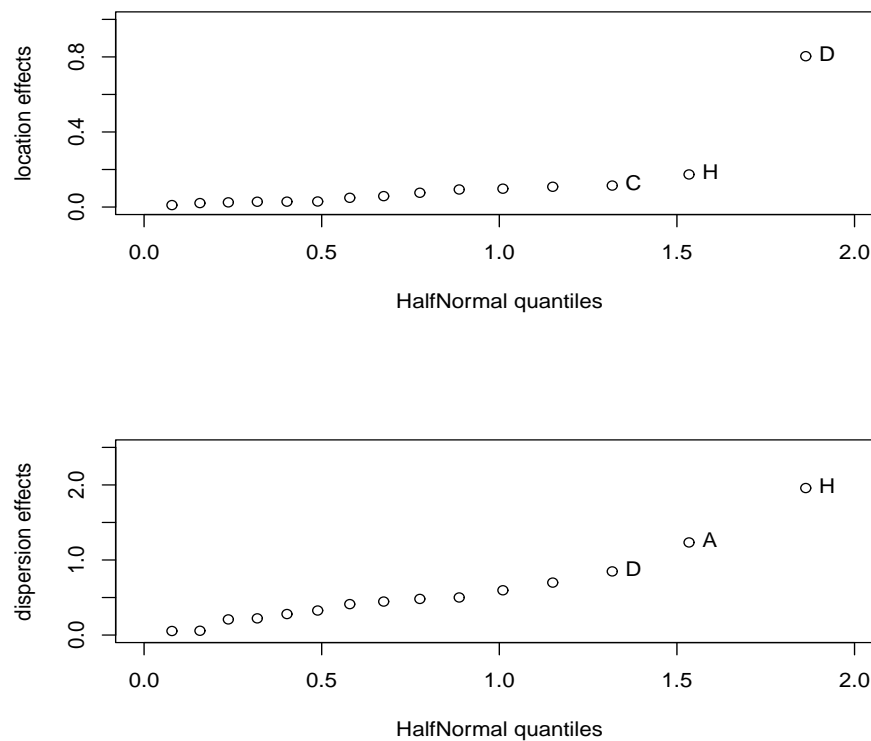 location effects
0.8
0.4
0.0
D
H
C
0.0 0.5 1.0 1.5 2.0
HalfNormal quantiles
dispersion effects
2.0
1.0
0.0
H
A
D
0.0 0.5 1.0 1.5 2.0
HalfNormal quantiles